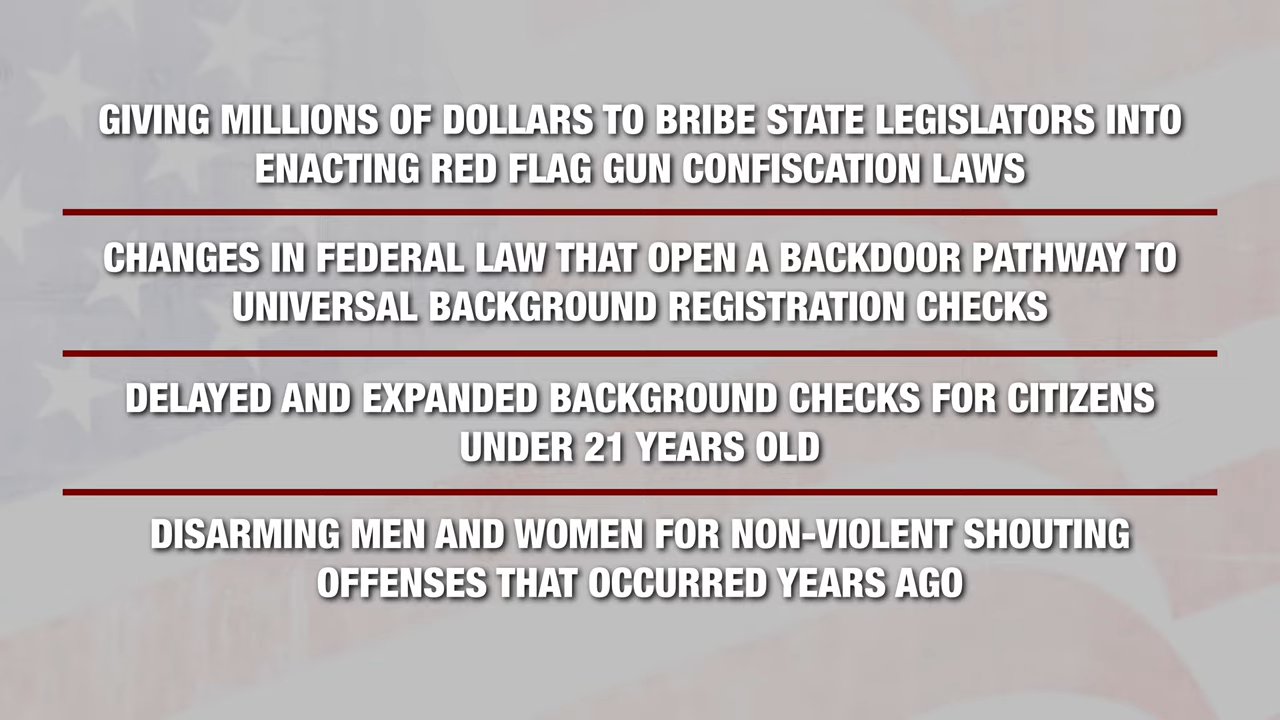 GIVING MILLIONS OF DOLLARS TO BRIBE STATE LEGISLATORS INTO
ENACTING RED FLAG GUN CONFISCATION LAWS
CHANGES IN FEDERAL LAW THAT OPEN A BACKDOOR PATHWAY TO
UNIVERSAL BACKGROUND REGISTRATION CHECKS
DELAYED AND EXPANDED BACKGROUND CHECKS FOR CITIZENS
UNDER 21 YEARS OLD
DISARMING MEN AND WOMEN FOR NON-VIOLENT SHOUTING
OFFENSES THAT OCCURRED YEARS AGO